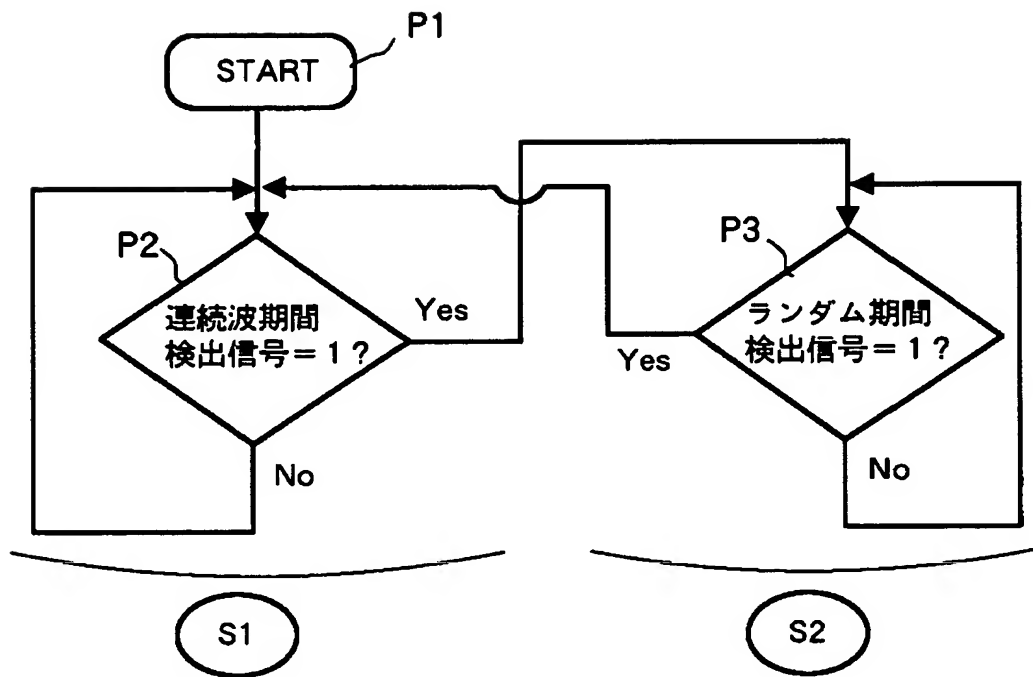 P1
START
P2
連続波期間
検出信号＝1？
Yes
No
P3
ランダム期間
検出信号＝1？
Yes
No
S1
S2